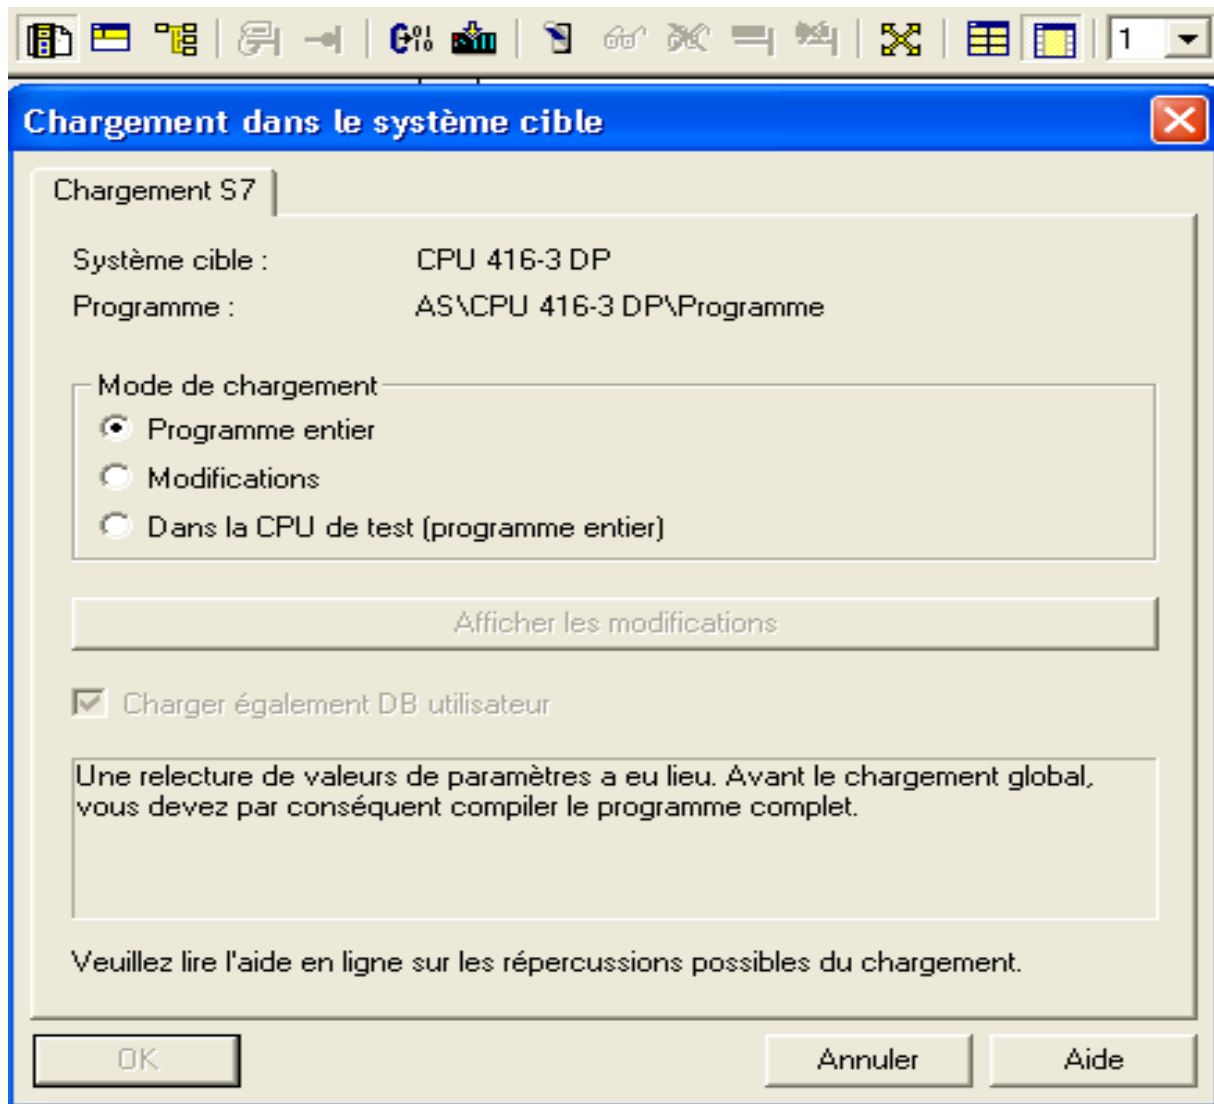 1
Chargement dans le système cible
Chargement S7
Système cible : CPU 416-3 DP
Programme : AS\CPU 416-3 DP\Programme
Mode de chargement
Programme entier
Modifications
Dans la CPU de test (programme entier)
Afficher les modifications
Charger également DB utilisateur
Une relecture de valeurs de paramètres a eu lieu. Avant le chargement global,
vous devez par conséquent compiler le programme complet.
Veuillez lire l'aide en ligne sur les répercussions possibles du chargement.
OK Annuler Aide